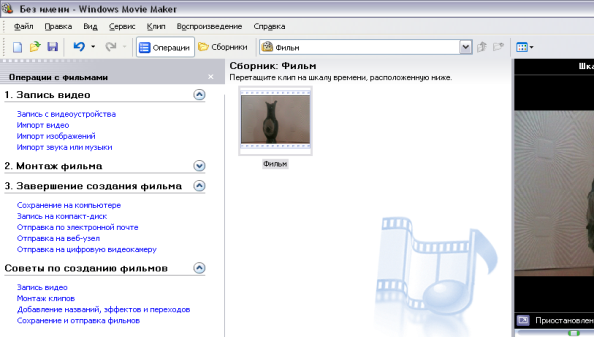 Без имени - Windows Movie Maker
Файл Правка Вид Сервис Клип Воспроизведение Справка
Операции Сборники Фильм
Операции с фильмами
Сборник: Фильм
Перетащите клип на шкалу времени, расположенную ниже.
Шка
1. Запись видео
Запись с видеоустройства
Импорт видео
Импорт изображений
Импорт звука или музыки
Фильм
2. Монтаж фильма
3. Завершение создания фильма
Сохранение на компьютере
Запись на компакт-диск
Отправка по электронной почте
Отправка на веб-узел
Отправка на цифровую видеокамеру
Советы по созданию фильмов
Запись видео
Монтаж клипов
Добавление названий, эффектов и переходов
Сохранение и отправка фильмов
Приостановлен